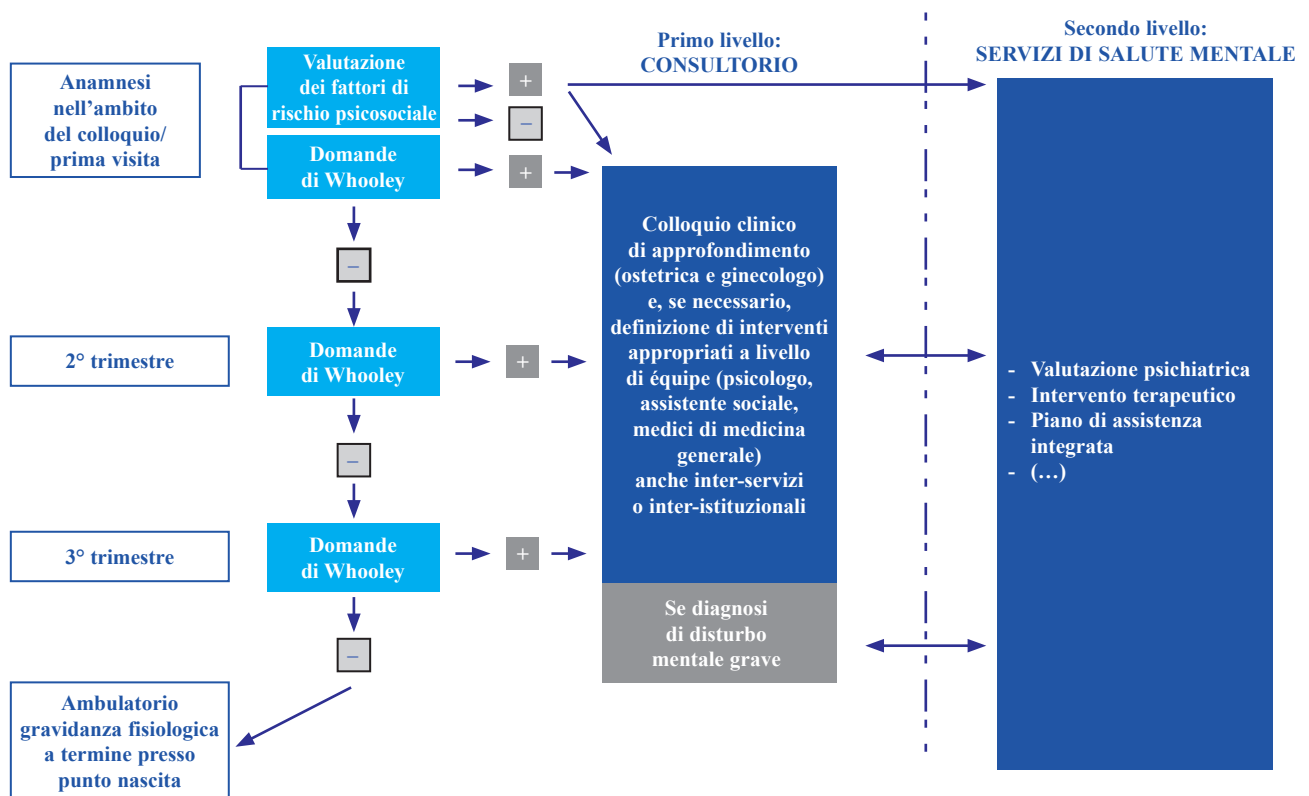 Primo livello:
CONSULTORIO
Secondo livello:
SERVIZI DI SALUTE MENTALE
Anamnesi
nell’ambito
del colloquio/
prima visita
Valutazione
dei fattori di
rischio psicosociale
+
–
Domande
di Whooley
+
–
2° trimestre
Domande
di Whooley
+
–
3° trimestre
Domande
di Whooley
+
–
Ambulatorio
gravidanza fisiologica
a termine presso
punto nascita
Colloquio clinico
di approfondimento
(ostetrica e ginecologo)
e, se necessario,
definizione di interventi
appropriati a livello
di équipe (psicologo,
assistente sociale,
medici di medicina
generale)
anche inter-servizi
o inter-istituzionali
Se diagnosi
di disturbo
mentale grave
- Valutazione psichiatrica
- Intervento terapeutico
- Piano di assistenza
integrata
- (…)